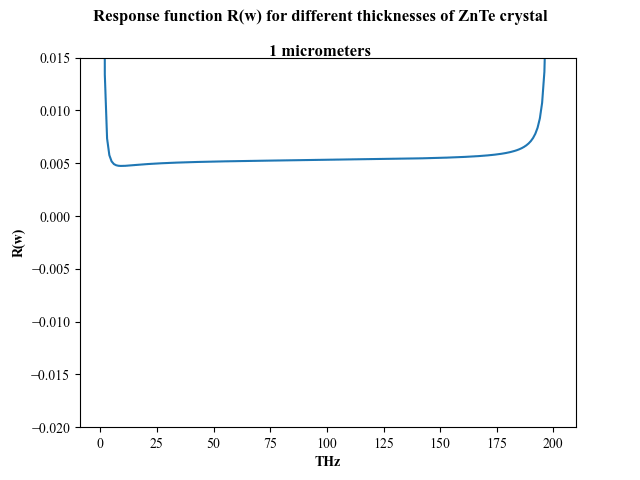 Response function R(w) for different thicknesses of ZnTe crystal
1 micrometers
0.015
0.010
0.005
0.000
−0.005
−0.010
−0.015
−0.020
R(w)
0 25 50 75 100 125 150 175 200
THz